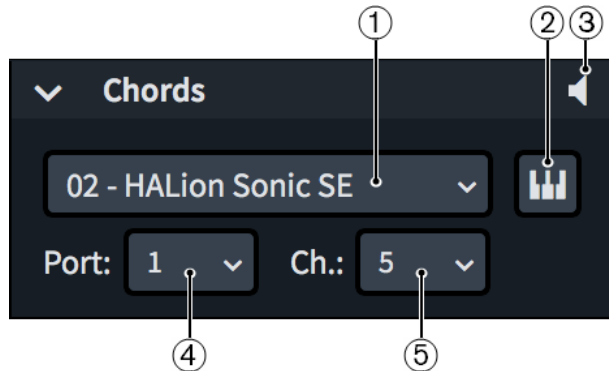 ① ② ③
Chords
02 - HALion Sonic SE
Port: 1 Ch.: 5
④ ⑤